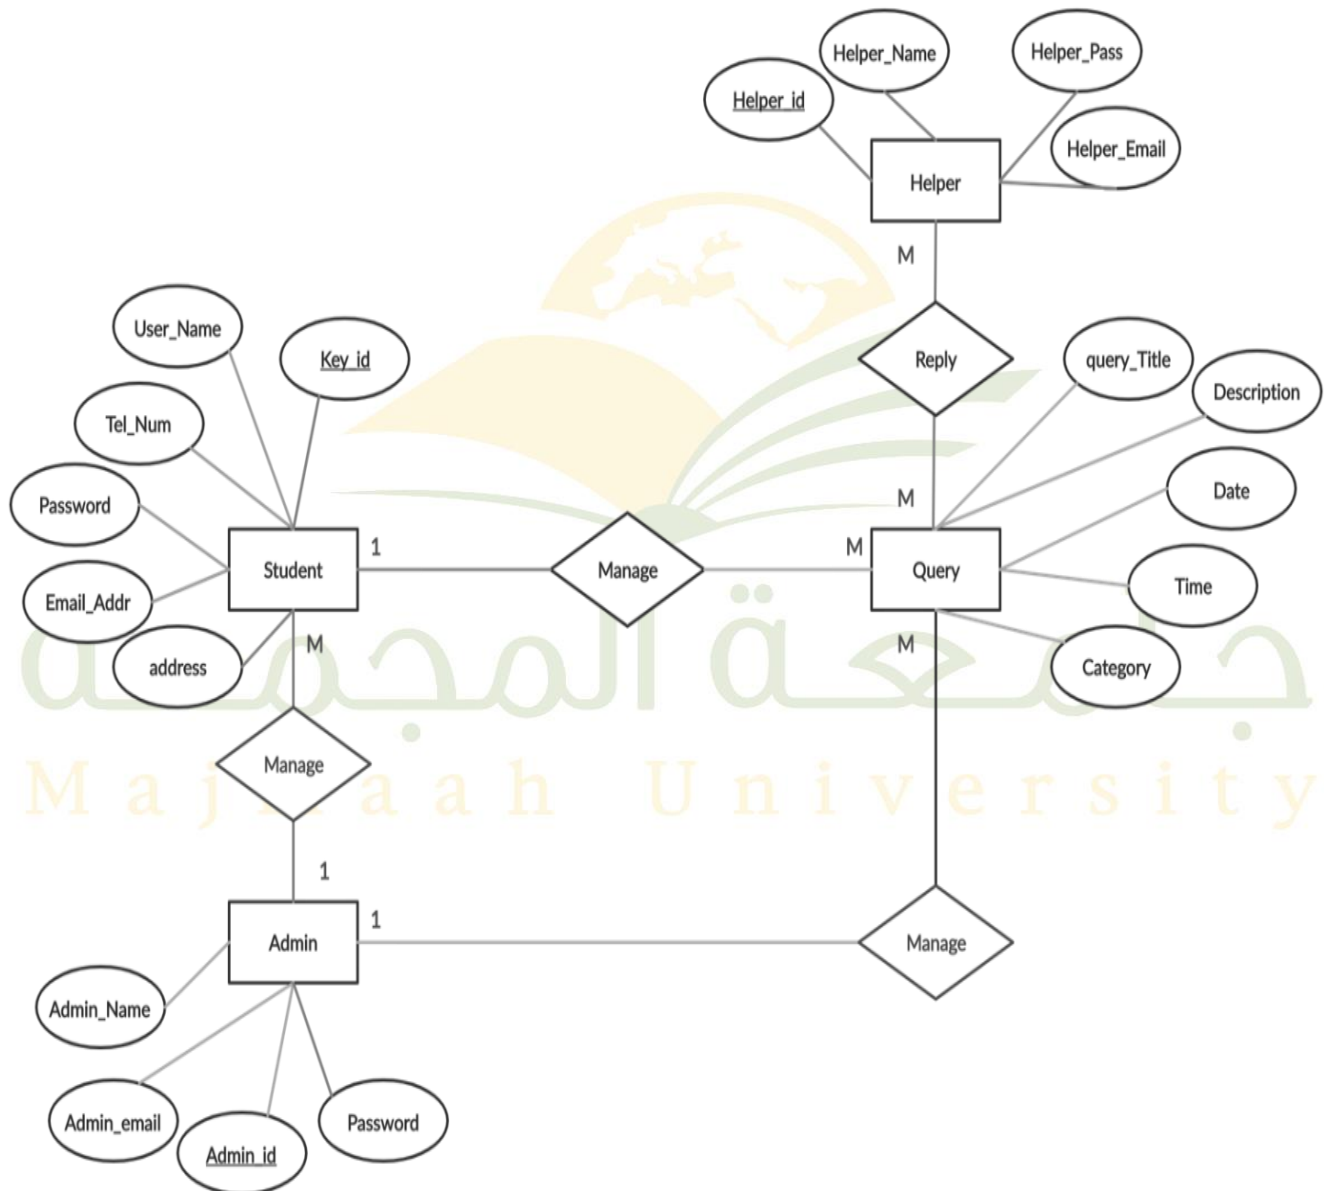 Helper_Name
Helper_Pass
Helper_id
Helper_Email
Helper
M
User_Name
Key_id
Reply
query_Title
Description
Tel_Num
Date
Password
M
1
M
Student
Manage
Query
Time
Email_Addr
M
M
address
Category
جامعة المجمعة
Manage
Majmaah University
1
1
Admin
Manage
Admin_Name
Admin_email
Password
Admin_id